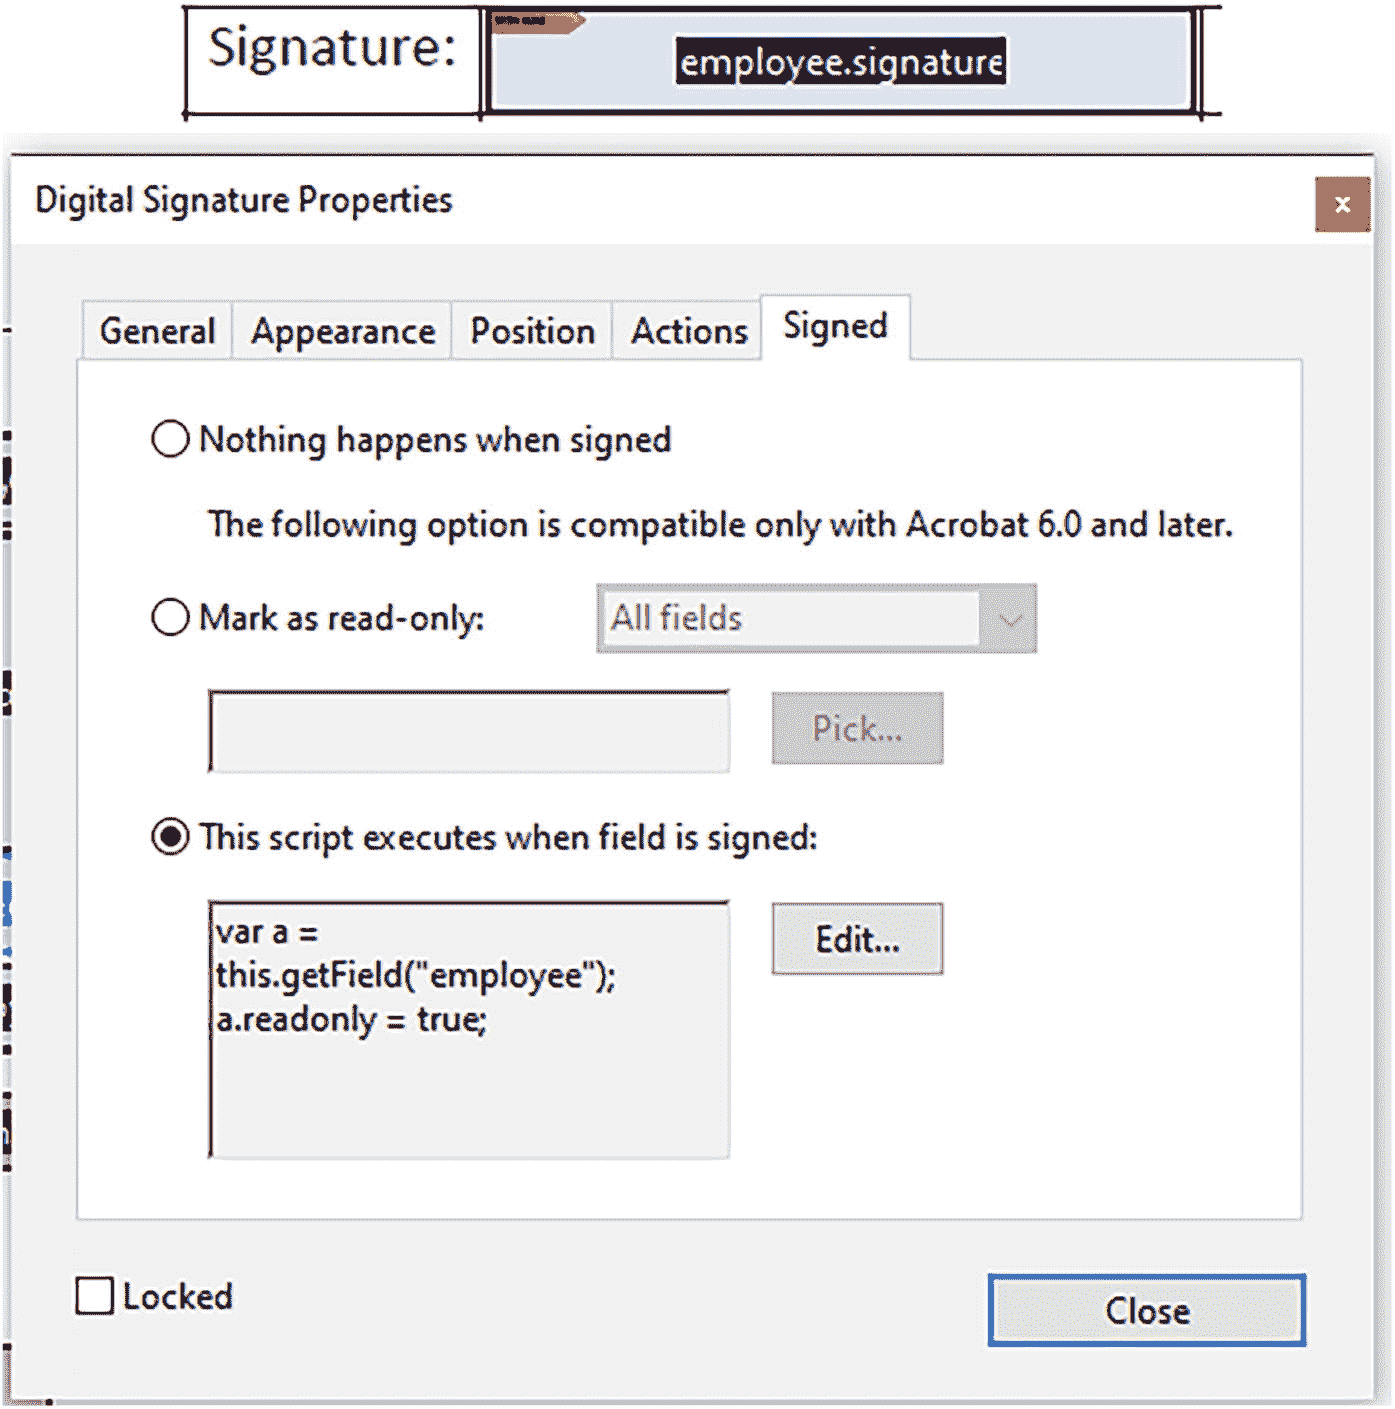 Signature:
employee.signature
Digital Signature Properties
x
General Appearance Position Actions Signed
Nothing happens when signed
The following option is compatible only with Acrobat 6.0 and later.
Mark as read-only: All fields
Pick...
This script executes when field is signed:
var a =
this.getField("employee");
a.readonly = true;
Edit...
Locked
Close